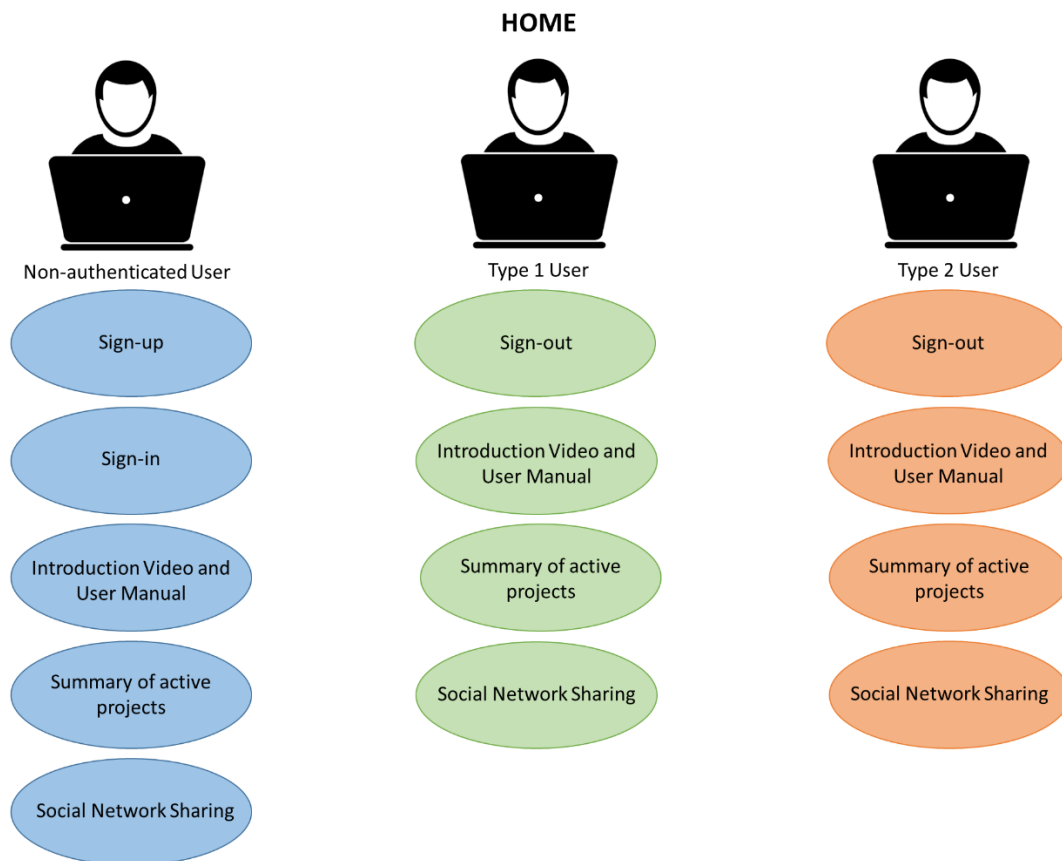 HOME
Non-authenticated User
Sign-up
Sign-in
Introduction Video and
User Manual
Summary of active
projects
Social Network Sharing
Type 1 User
Sign-out
Introduction Video and
User Manual
Summary of active
projects
Social Network Sharing
Type 2 User
Sign-out
Introduction Video and
User Manual
Summary of active
projects
Social Network Sharing